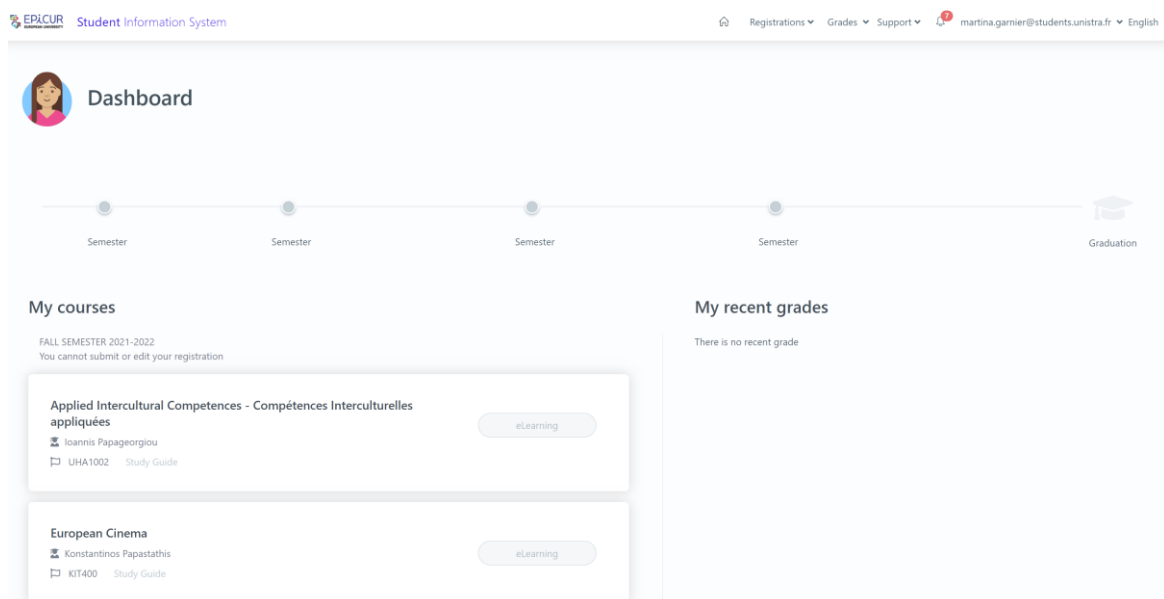 EPICUR Student Information System Registrations Grades Support 7 martina.garnier@students.unistra.fr English
EUROPEAN UNIVERSITY
Dashboard
Semester Semester Semester Semester Graduation
My courses
FALL SEMESTER 2021-2022
You cannot submit or edit your registration
Applied Intercultural Competences - Compétences Interculturelles
appliquées
Ioannis Papageorgiou
UHA1002 Study Guide
eLearning
European Cinema
Konstantinos Papastathis
KIT400 Study Guide
eLearning
My recent grades
There is no recent grade